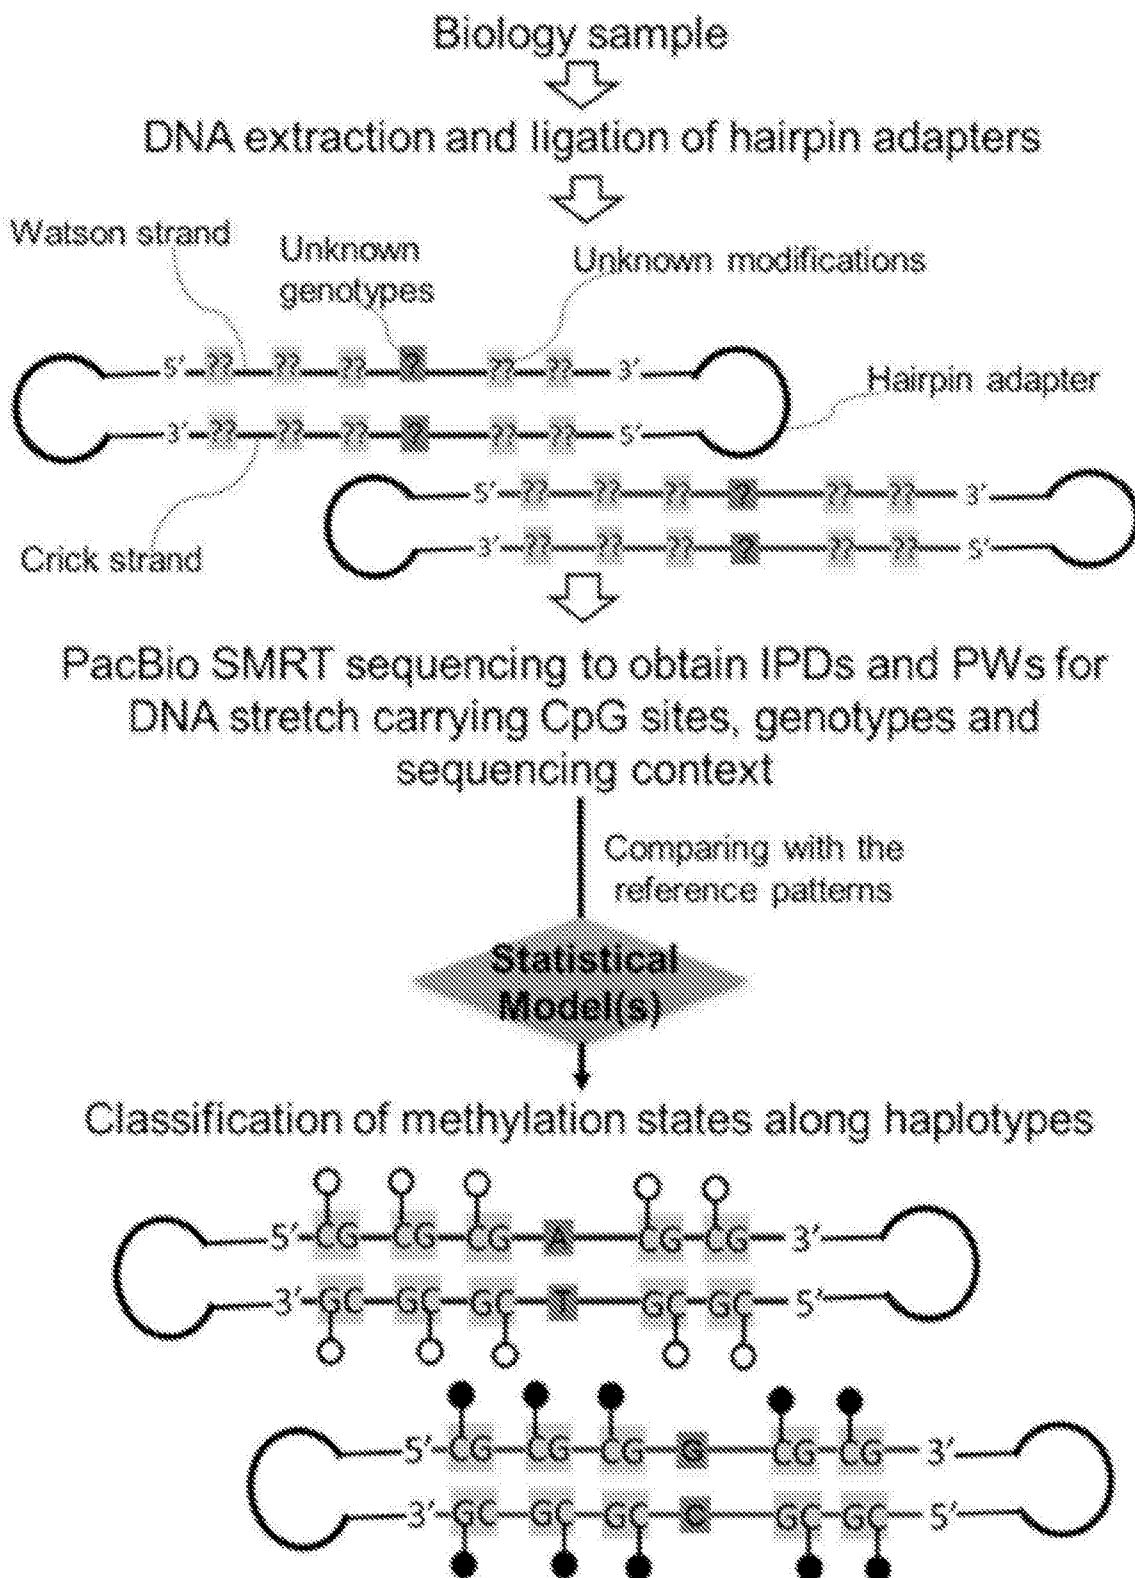 Biology sample
DNA extraction and ligation of hairpin adapters
Watson strand
Unknown
genotypes
Unknown modifications
5’ ?? ?? ?? ? ?? ?? 3’
Hairpin adapter
3’ ?? ?? ?? ? ?? ?? 5’
5’ ?? ?? ?? ? ?? ?? 3’
3’ ?? ?? ?? ? ?? ?? 5’
Crick strand
PacBio SMRT sequencing to obtain IPDs and PWs for
DNA stretch carrying CpG sites, genotypes and
sequencing context
Comparing with the
reference patterns
Statistical
Model(s)
Classification of methylation states along haplotypes
5’ CG CG CG A CG CG 3’
3’ GC GC GC T GC GC 5’
5’ CG CG CG G CG CG 3’
3’ GC GC GC C GC GC 5’